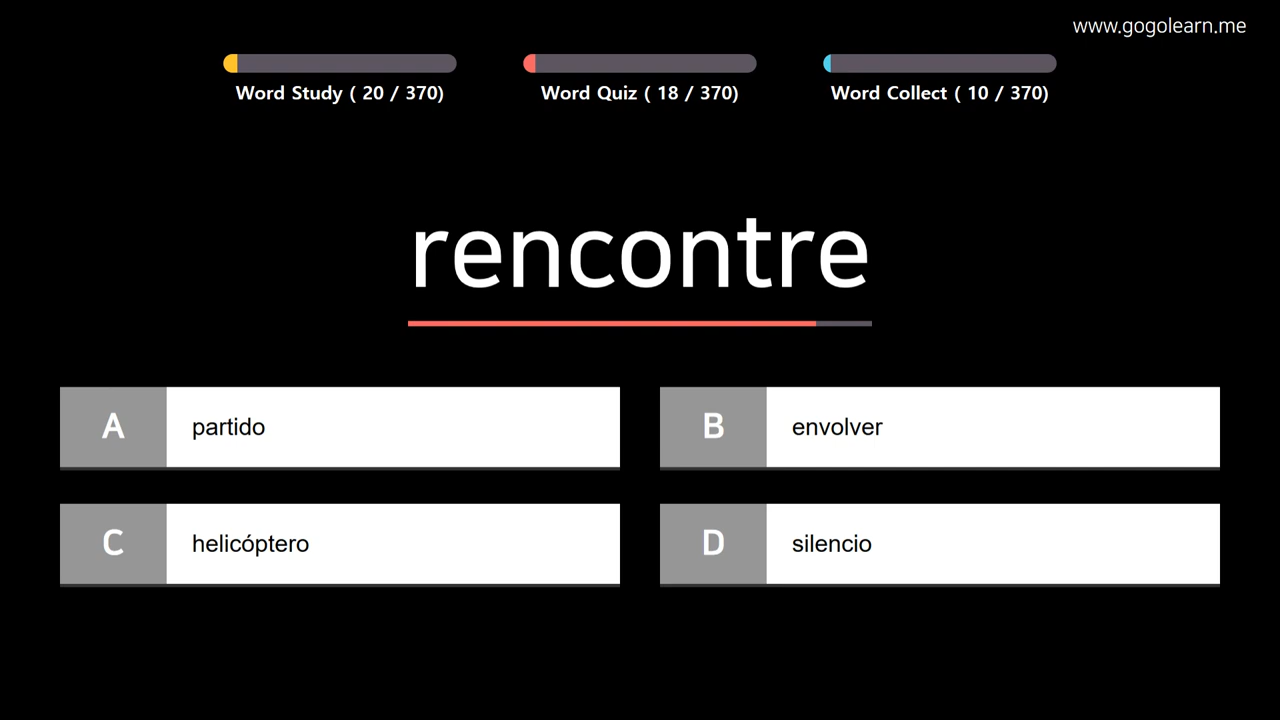 www.gogolearn.me
Word Study ( 20 / 370)
Word Quiz ( 18 / 370)
Word Collect ( 10 / 370)
rencontre
A partido
B envolver
C helicóptero
D silencio